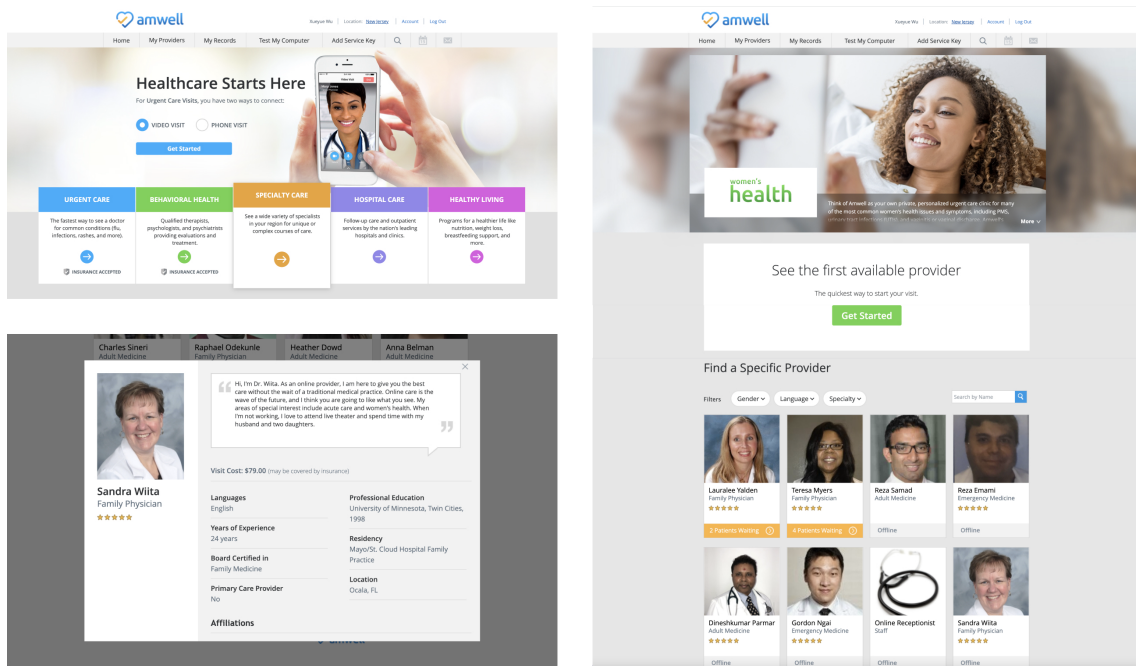 amwell
Xueyue Wu Location: New Jersey Account Log Out
Home My Providers My Records Test My Computer Add Service Key
Healthcare Starts Here
For Urgent Care Visits, you have two ways to connect:
VIDEO VISIT PHONE VISIT
Get Started
URGENT CARE
The fastest way to see a doctor
for common conditions (flu,
infections, rashes, and more).
INSURANCE ACCEPTED
BEHAVIORAL HEALTH
Qualified therapists,
psychologists, and psychiatrists
providing evaluations and
treatment.
INSURANCE ACCEPTED
SPECIALTY CARE
See a wide variety of specialists
in your region for unique or
complex courses of care.
HOSPITAL CARE
Follow-up care and outpatient
services by the nation's leading
hospitals and clinics.
HEALTHY LIVING
Programs for a healthier life like
nutrition, weight loss,
breastfeeding support, and
more.
Charles Sineri
Adult Medicine
Raphael Odekunle
Family Physician
Heather Dowd
Adult Medicine
Anna Belman
Adult Medicine
Sandra Wiita
Family Physician
Hi, I'm Dr. Wiita. As an online provider, I am here to give you the best
care without the wait of a traditional medical practice. Online care is the
wave of the future, and I think you are going to like what you see. My
areas of special interest include acute care and women's health. When
I'm not working, I love to attend live theater and spend time with my
husband and two daughters.
Visit Cost: $79.00 (may be covered by insurance)
Languages
English
Years of Experience
24 years
Board Certified in
Family Medicine
Primary Care Provider
No
Professional Education
University of Minnesota, Twin Cities,
1998
Residency
Mayo/St. Cloud Hospital Family
Practice
Location
Ocala, FL
Affiliations
amwell
Xueyue Wu Location: New Jersey Account Log Out
Home My Providers My Records Test My Computer Add Service Key
women's
health
Think of Amwell as your own private, personalized urgent care clinic for many
of the most common women's health issues and symptoms, including PMS,
More
See the first available provider
The quickest way to start your visit.
Get Started
Find a Specific Provider
Filters Gender Language Specialty Search by Name
Lauralee Yalden
Family Physician
2 Patients Waiting
Teresa Myers
Family Physician
4 Patients Waiting
Reza Samad
Adult Medicine
Offline
Reza Emami
Emergency Medicine
Offline
Dineshkumar Parmar
Adult Medicine
Offline
Gordon Ngai
Emergency Medicine
Offline
Online Receptionist
Staff
Offline
Sandra Wiita
Family Physician
Offline